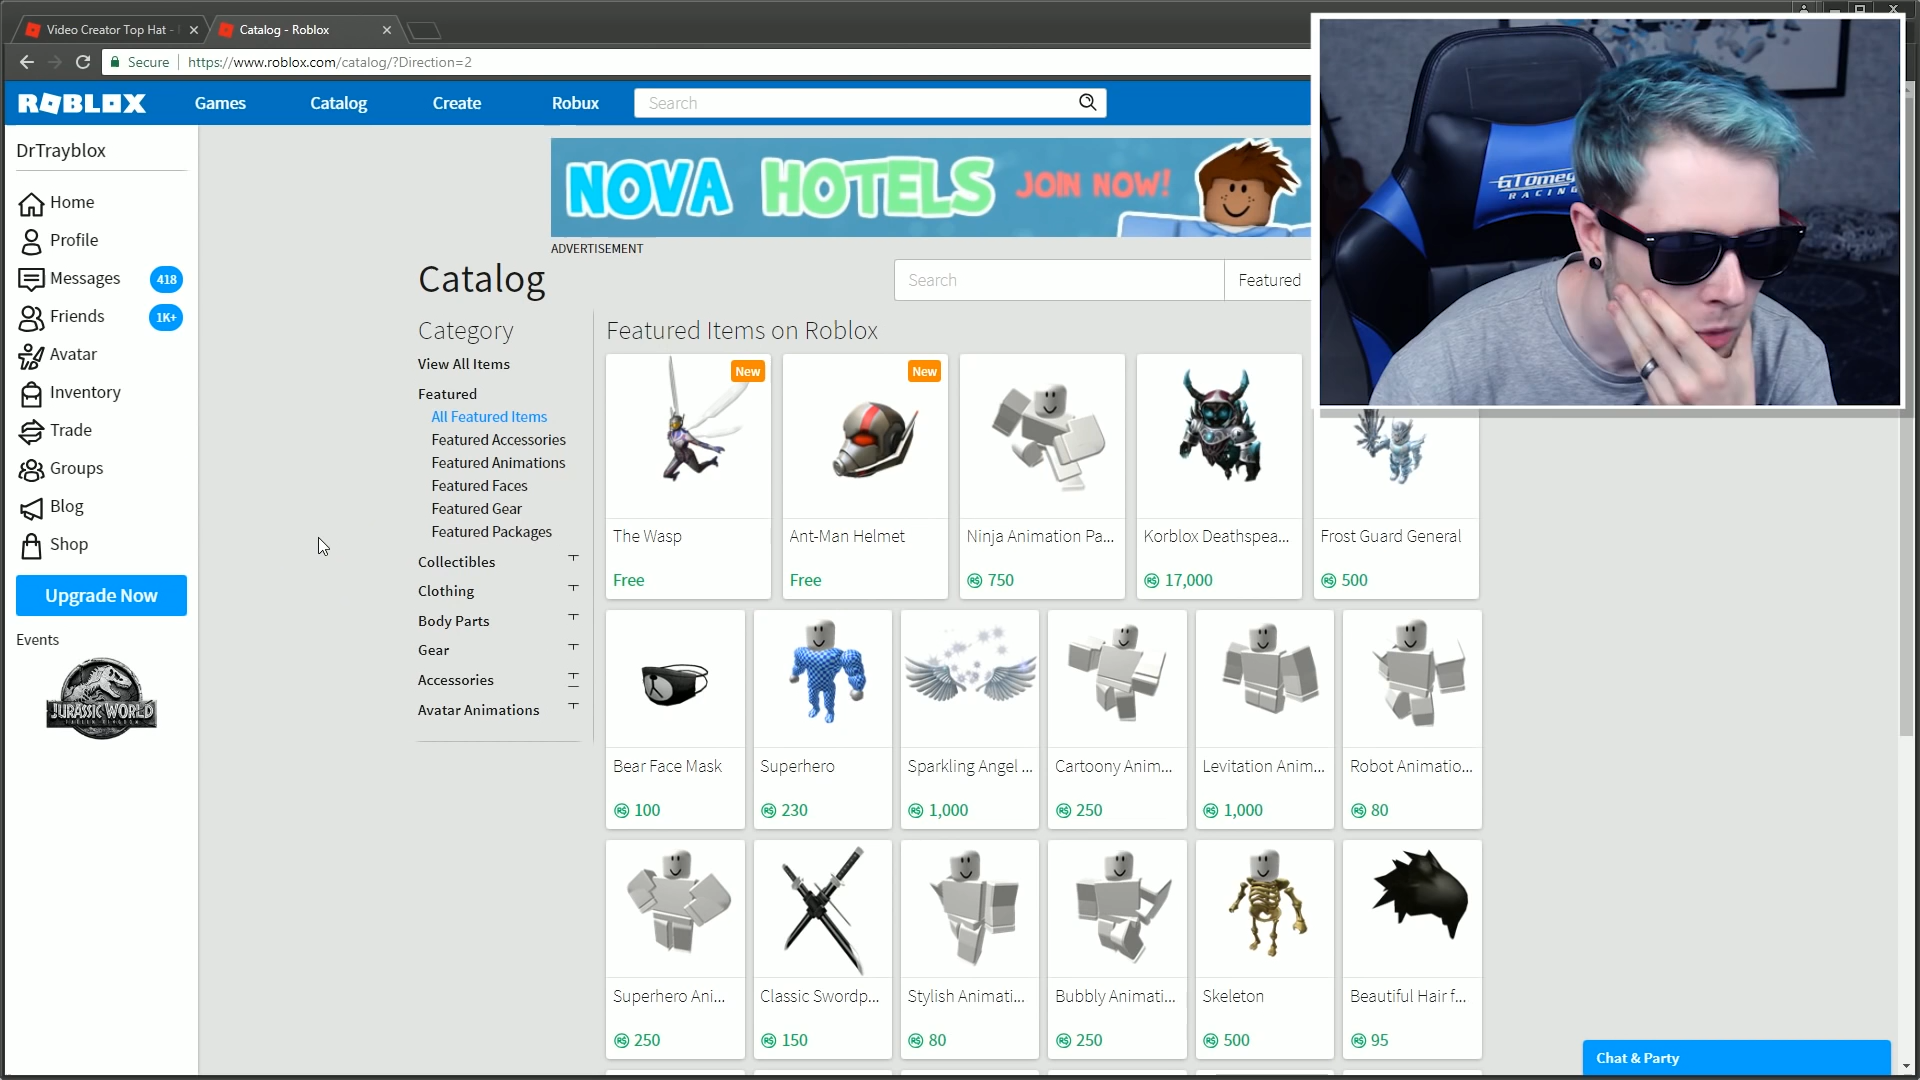 Video Creator Top Hat -
Catalog - Roblox
Secure
https://www.roblox.com/catalog/?Direction=2
ROBLOX
Games
Catalog
Create
Robux
Search
DrTrayblox
Home
Profile
Messages
418
Friends
1K+
Avatar
Inventory
Trade
Groups
Blog
Shop
Upgrade Now
Events
JURASSIC WORLD
NOVA HOTELS JOIN NOW!
ADVERTISEMENT
Catalog
Search
Featured
Category
View All Items
Featured
All Featured Items
Featured Accessories
Featured Animations
Featured Faces
Featured Gear
Featured Packages
Collectibles
Clothing
Body Parts
Gear
Accessories
Avatar Animations
Featured Items on Roblox
New
New
The Wasp
Free
Ant-Man Helmet
Free
Ninja Animation Pa...
R$ 750
Korblox Deathspea...
R$ 17,000
Frost Guard General
R$ 500
Bear Face Mask
R$ 100
Superhero
R$ 230
Sparkling Angel ...
R$ 1,000
Cartoony Anim...
R$ 250
Levitation Anim...
R$ 1,000
Robot Animatio...
R$ 80
Superhero Ani...
R$ 250
Classic Swordp...
R$ 150
Stylish Animati...
R$ 80
Bubbly Animati...
R$ 250
Skeleton
R$ 500
Beautiful Hair f...
R$ 95
Chat & Party
GTomeg
RACING